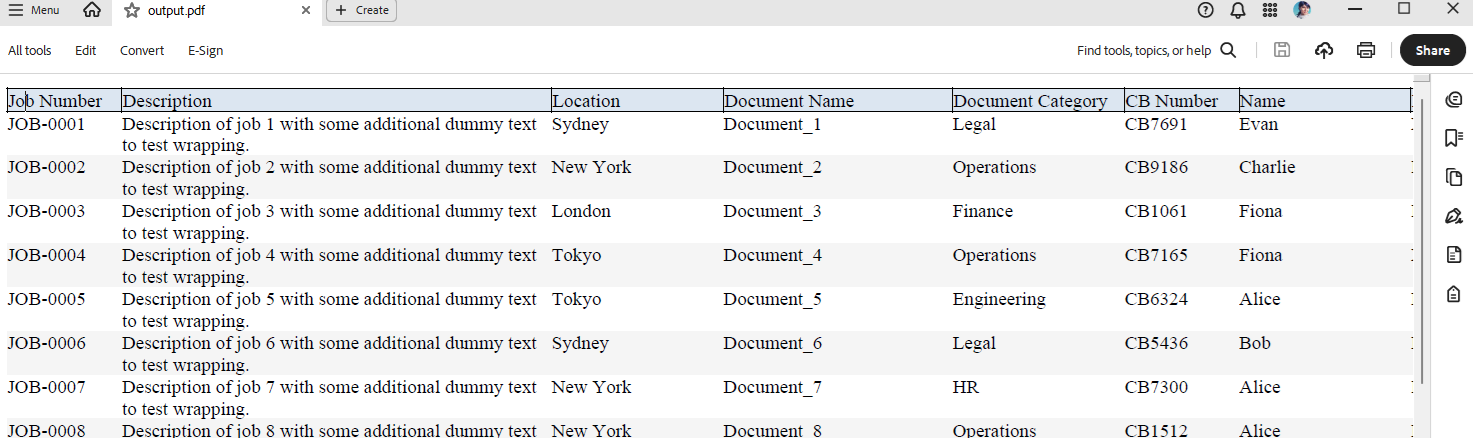 Menu output.pdf Create
All tools Edit Convert E-Sign Find tools, topics, or help Share
Job Number Description Location Document Name Document Category CB Number Name
JOB-0001 Description of job 1 with some additional dummy text Sydney Document_1 Legal CB7691 Evan
to test wrapping.
JOB-0002 Description of job 2 with some additional dummy text New York Document_2 Operations CB9186 Charlie
to test wrapping.
JOB-0003 Description of job 3 with some additional dummy text London Document_3 Finance CB1061 Fiona
to test wrapping.
JOB-0004 Description of job 4 with some additional dummy text Tokyo Document_4 Operations CB7165 Fiona
to test wrapping.
JOB-0005 Description of job 5 with some additional dummy text Tokyo Document_5 Engineering CB6324 Alice
to test wrapping.
JOB-0006 Description of job 6 with some additional dummy text Sydney Document_6 Legal CB5436 Bob
to test wrapping.
JOB-0007 Description of job 7 with some additional dummy text New York Document_7 HR CB7300 Alice
to test wrapping.
JOB-0008 Description of job 8 with some additional dummy text New York Document_8 Operations CB1512 Alice